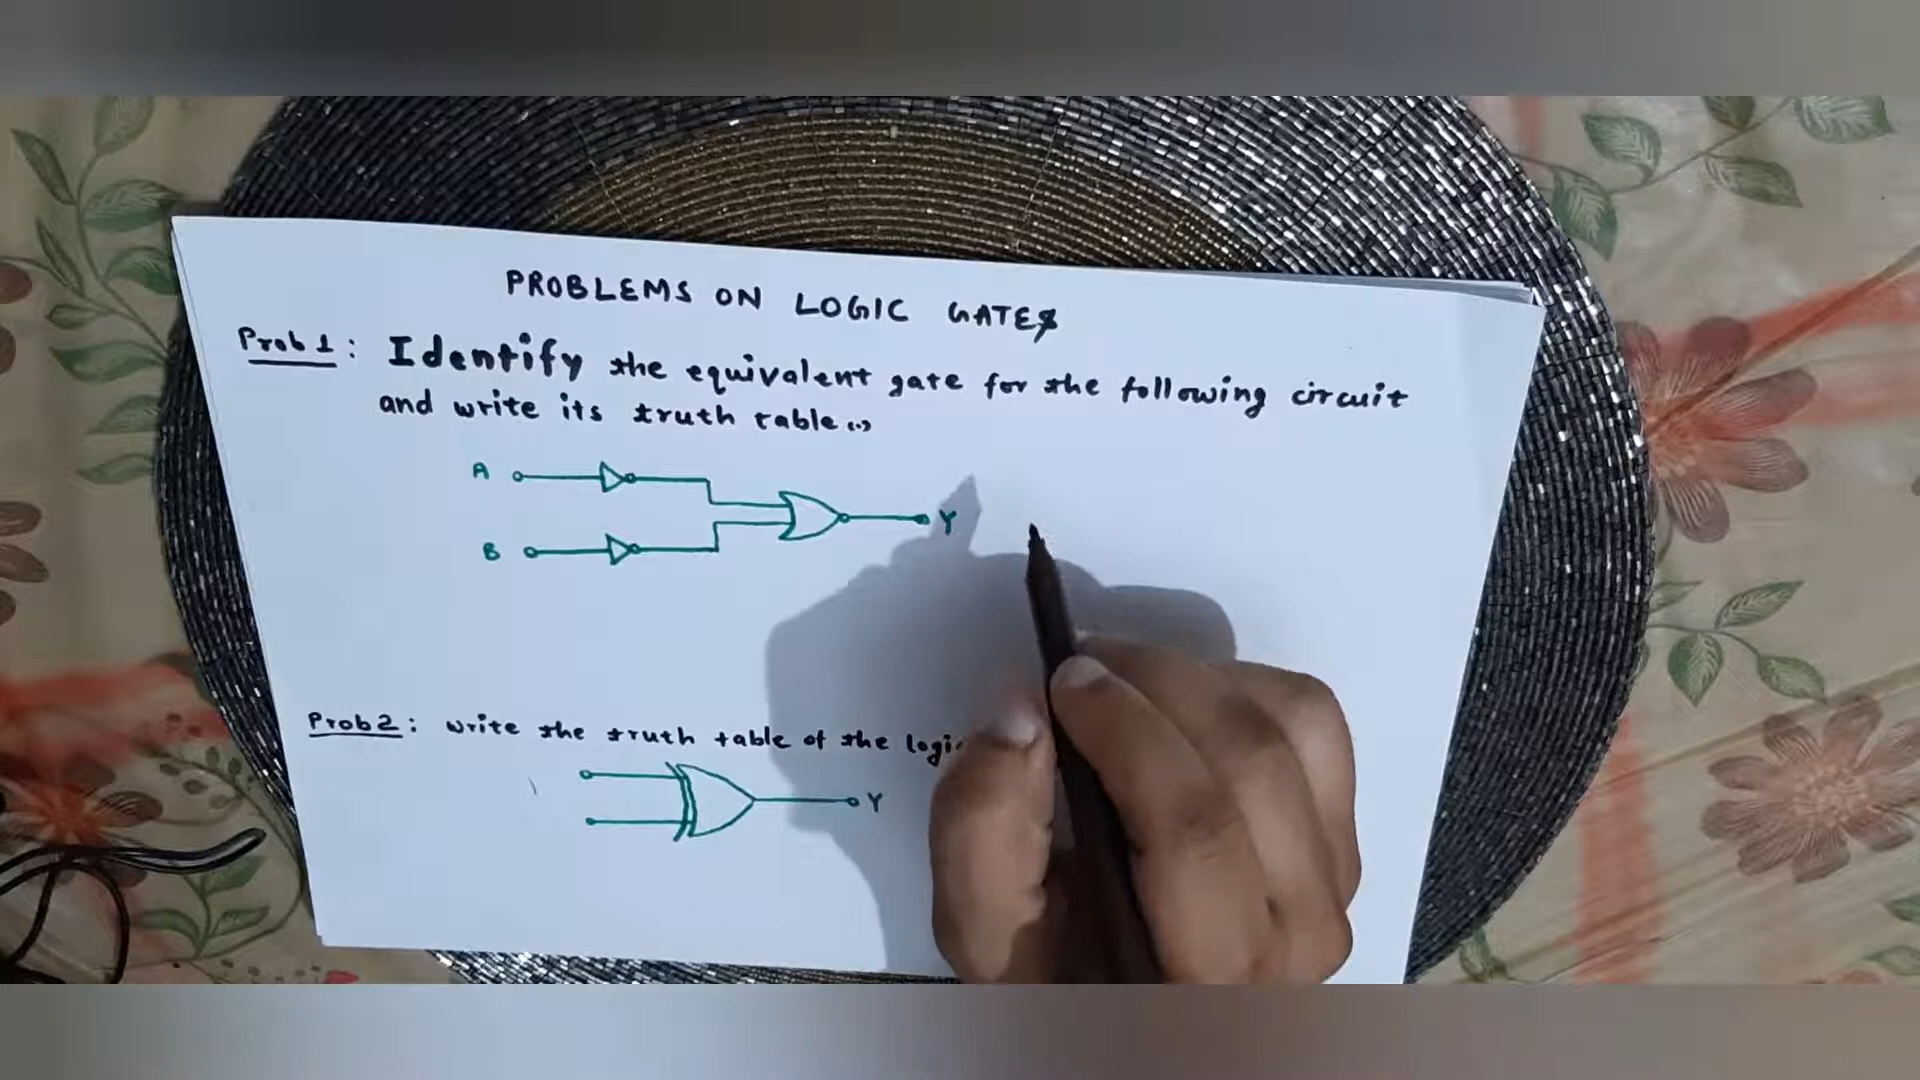 PROBLEMS ON LOGIC GATES
Prob 1: Identify the equivalent gate for the following circuit
and write its truth table(.)
A
Y
B
Prob 2: write the truth table of the
Y